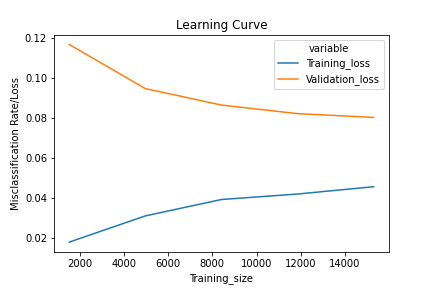 Learning Curve
variable
Training_loss
Validation_loss
Misclassification Rate/Loss
0.12
0.10
0.08
0.06
0.04
0.02
2000 4000 6000 8000 10000 12000 14000
Training_size